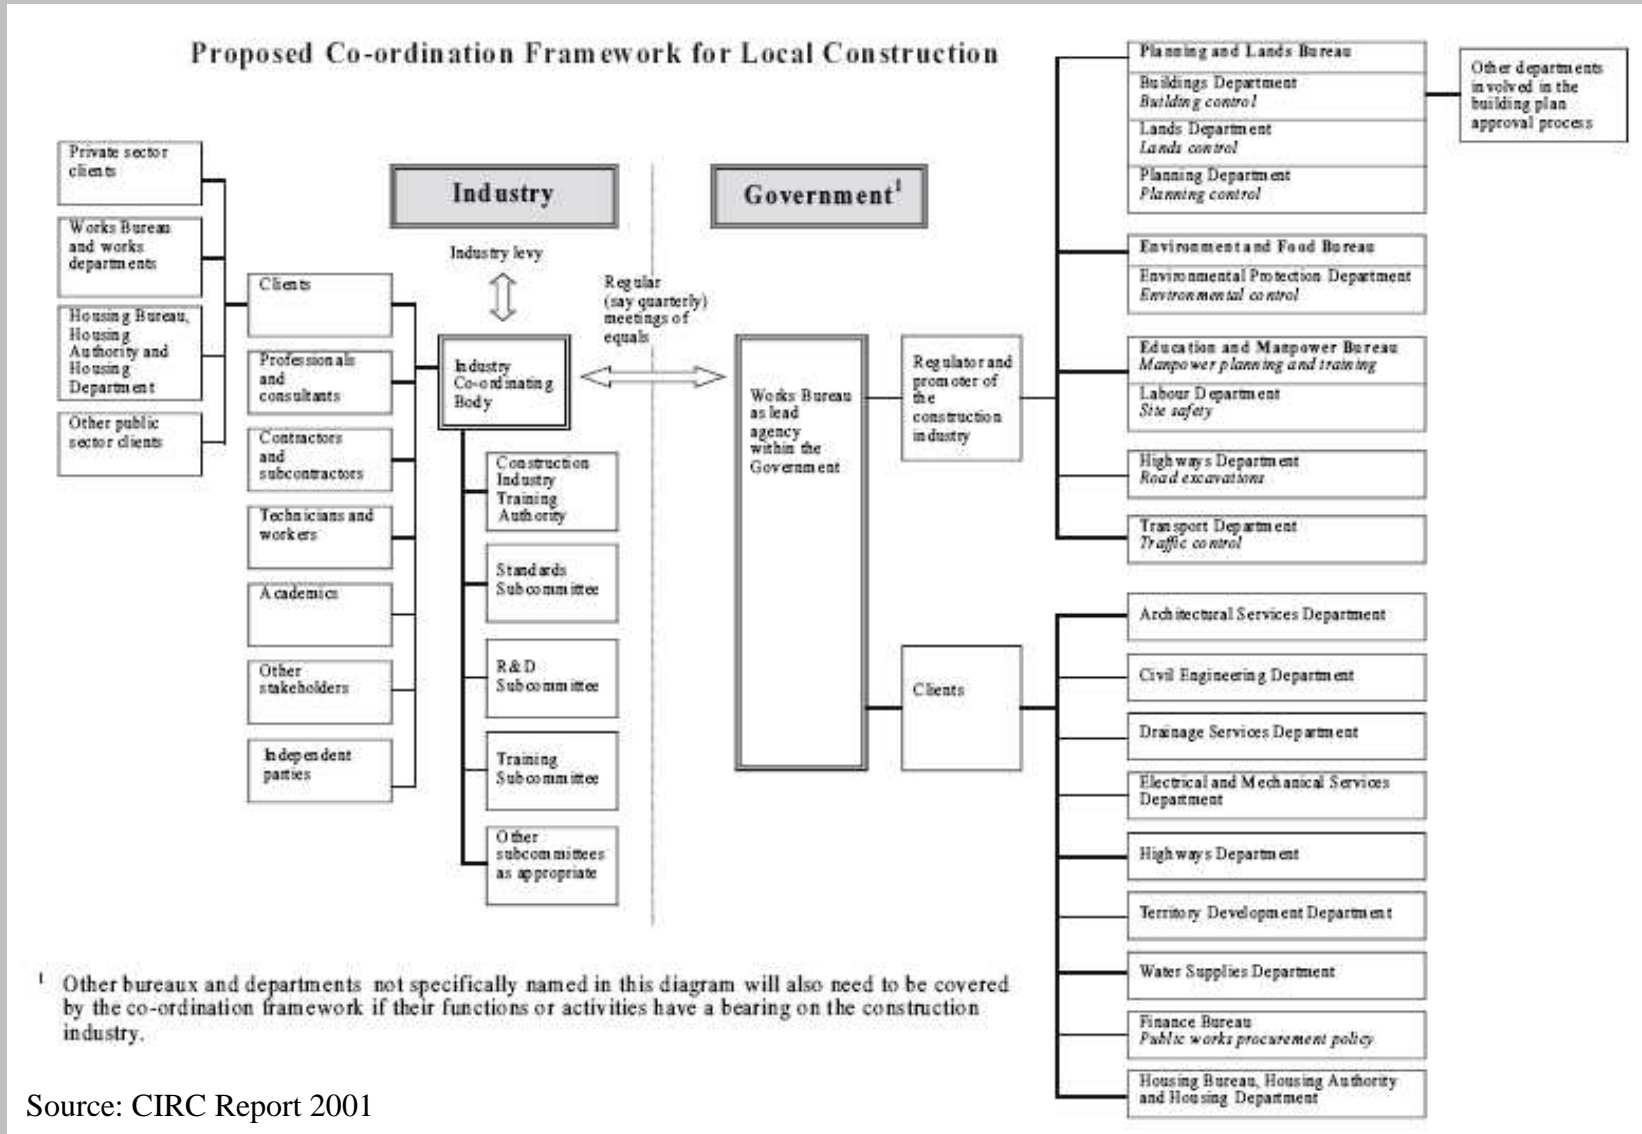 Proposed Co-ordination Framework for Local Construction
Private sector
clients
Works Bureau
and works
departments
Housing Bureau,
Housing
Authority and
Housing
Department
Other public
sector clients
Clients
Professionals
and
consultants
Contractors
and
subcontractors
Technicians and
workers
Academics
Other
stakeholders
Independent
parties
Industry
Industry levy
Industry
Co-ordinating
Body
Construction
Industry
Training
Authority
Standards
Subcommittee
R&D
Subcommittee
Training
Subcommittee
Other
subcommittees
as appropriate
Regular
(say quarterly)
meetings of
equals
Government¹
Works Bureau
as lead
agency
within the
Government
Regulator and
promoter of
the
construction
industry
Clients
Planning and Lands Bureau
Buildings Department
Building control
Lands Department
Lands control
Planning Department
Planning control
Other departments
involved in the
building plan
approval process
Environment and Food Bureau
Environmental Protection Department
Environmental control
Education and Manpower Bureau
Manpower planning and training
Labour Department
Site safety
Highways Department
Road excavations
Transport Department
Traffic control
Architectural Services Department
Civil Engineering Department
Drainage Services Department
Electrical and Mechanical Services
Department
Highways Department
Territory Development Department
Water Supplies Department
Finance Bureau
Public works procurement policy
Housing Bureau, Housing Authority
and Housing Department
¹ Other bureaux and departments not specifically named in this diagram will also need to be covered
by the co-ordination framework if their functions or activities have a bearing on the construction
industry.
Source: CIRC Report 2001